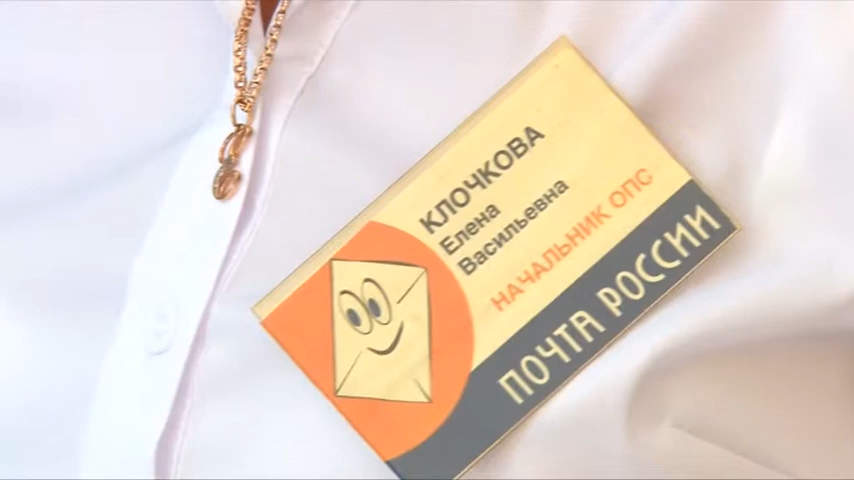 КЛОЧКОВА
Елена
Васильевна
НАЧАЛЬНИК ОПС
ПОЧТА РОССИИ